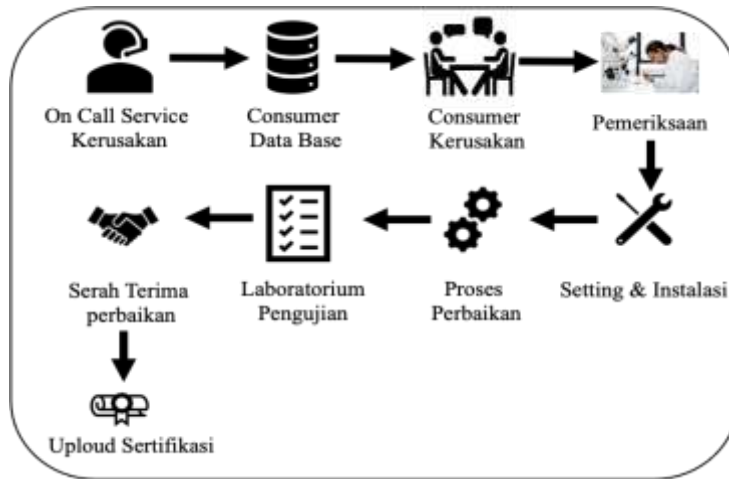 On Call Service
Kerusakan
Consumer
Data Base
Consumer
Kerusakan
Pemeriksaan
Serah Terima
perbaikan
Laboratorium
Pengujian
Proses
Perbaikan
Setting & Instalasi
Uploud Sertifikasi